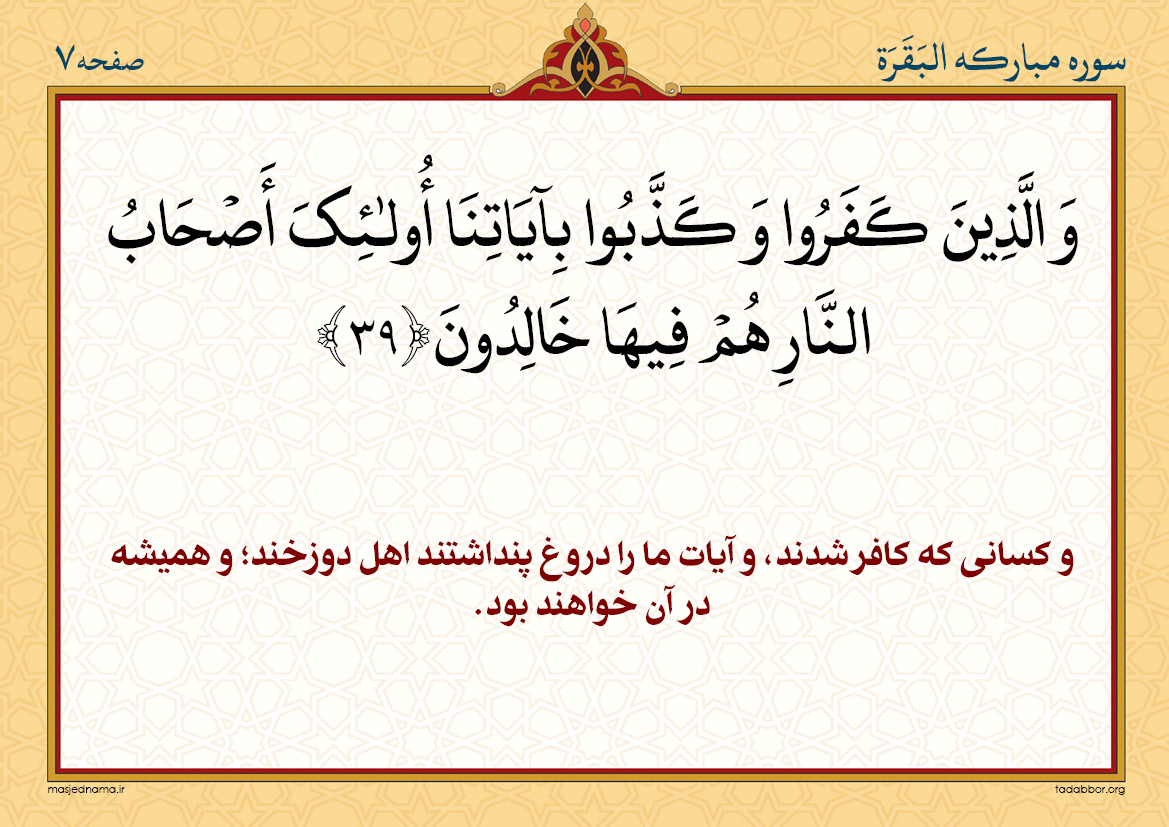 سوره مبارکه البَقَرَة
صفحه۷
وَ الَّذِينَ كَفَرُوا وَ كَذَّبُوا بِآيَاتِنَا أُولٰـئِکَ أَصْحَابُ
النَّارِ هُمْ فِيهَا خَالِدُونَ﴿۳۹﴾
و کسانی که کافر شدند، و آیات ما را دروغ پنداشتند اهل دوزخند؛ و همیشه
در آن خواهند بود.
masjednama.ir
tadabbor.org